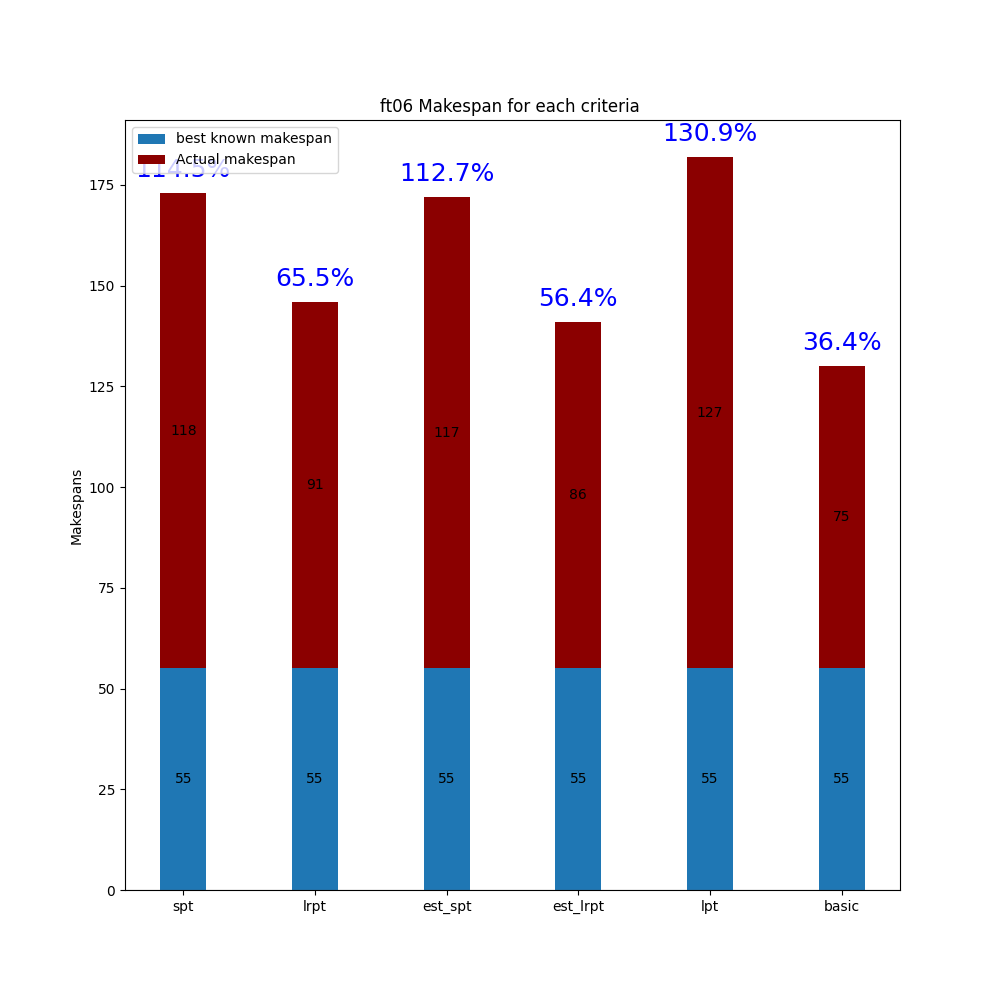 ft06 Makespan for each criteria
best known makespan
Actual makespan
114.5%
65.5%
112.7%
56.4%
130.9%
36.4%
175
150
125
100
75
50
25
0
Makespans
118
91
117
86
127
75
55
55
55
55
55
55
spt
lrpt
est_spt
est_lrpt
lpt
basic